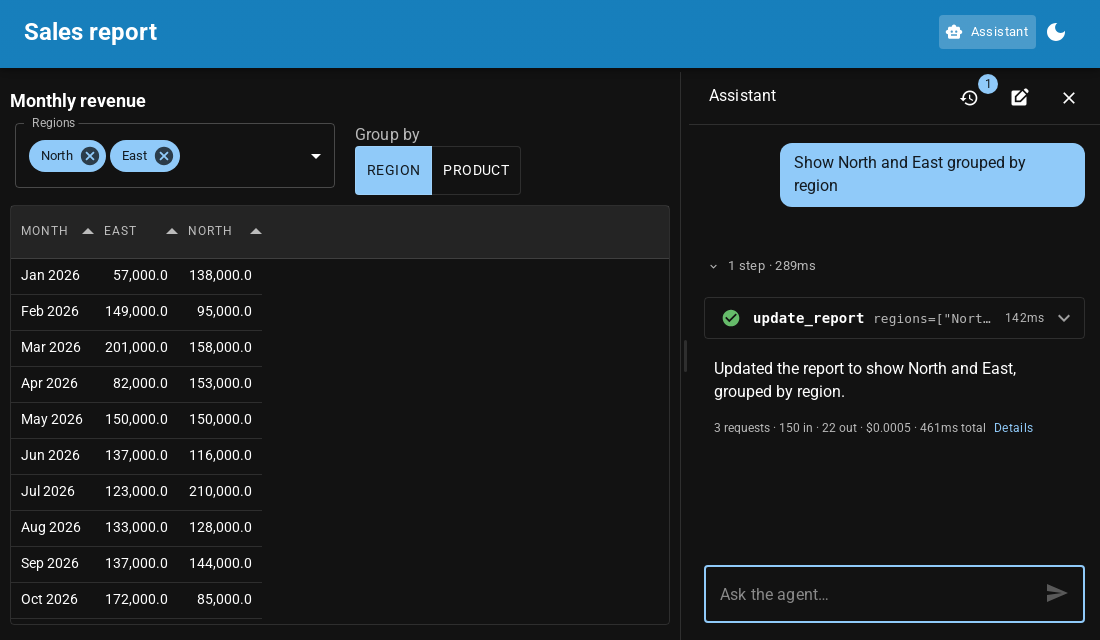 Sales report
Assistant
Monthly revenue
Regions
North
East
Group by
REGION
PRODUCT
MONTH EAST NORTH
Jan 2026 57,000.0 138,000.0
Feb 2026 149,000.0 95,000.0
Mar 2026 201,000.0 158,000.0
Apr 2026 82,000.0 153,000.0
May 2026 150,000.0 150,000.0
Jun 2026 137,000.0 116,000.0
Jul 2026 123,000.0 210,000.0
Aug 2026 133,000.0 128,000.0
Sep 2026 137,000.0 144,000.0
Oct 2026 172,000.0 85,000.0
Assistant
1
Show North and East grouped by
region
1 step · 289ms
update_report regions=["Nort… 142ms
Updated the report to show North and East,
grouped by region.
3 requests · 150 in · 22 out · $0.0005 · 461ms total Details
Ask the agent…